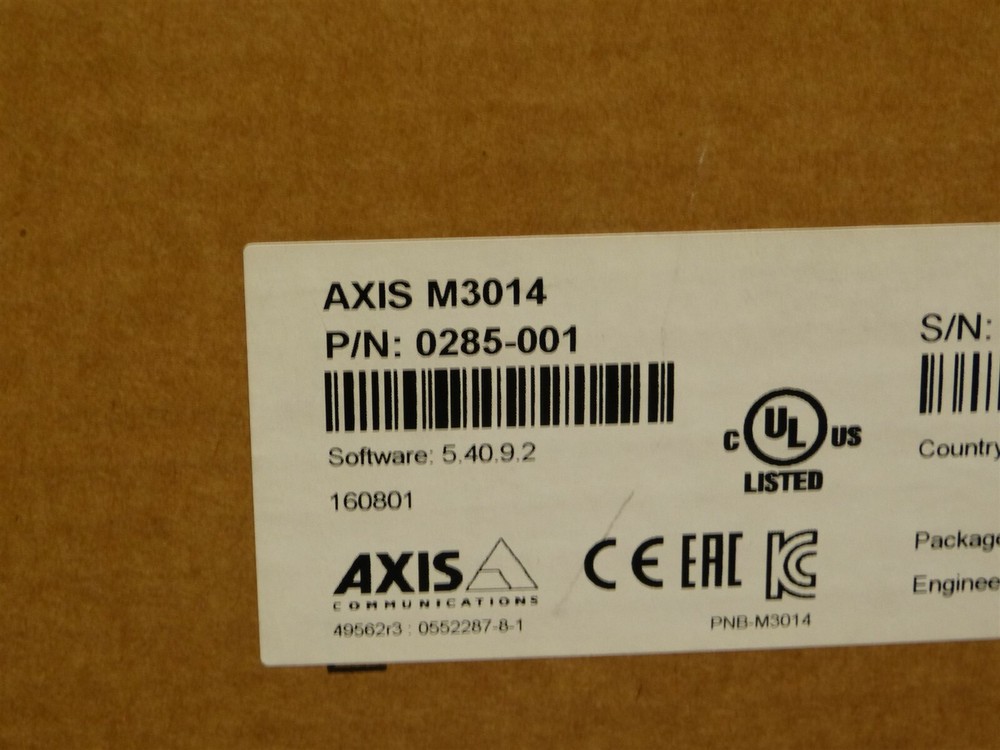 AXIS M3014
P/N: 0285-001
Software: 5.40.9.2
160801
C UL US
LISTED
AXIS
COMMUNICATIONS
49562r3 : 0552287-8-1
CE EAC KC
PNB-M3014
S/N:
Country
Package
Enginee